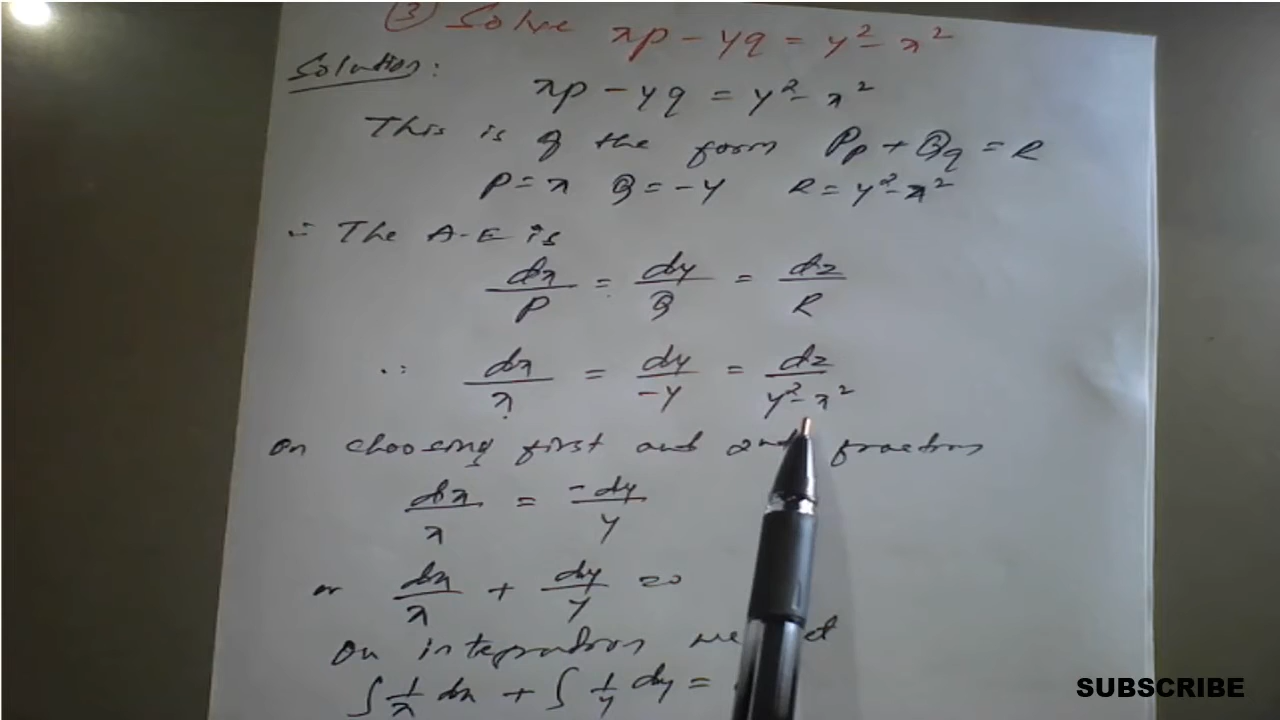 ③ Solve xp - yq = y² - x²
Solution:
xp - yq = y² - x²
This is of the form Pp + Qq = R
P = x Q = -y R = y² - x²
∴ The A-E is
dx/P = dy/Q = dz/R
∴ dx/x = dy/-y = dz/y² - x²
On choosing first and 2nd fraction
dx/x = -dy/y
or dx/x + dy/y = 0
On integration we
∫ 1/x dx + ∫ 1/y dy =
SUBSCRIBE